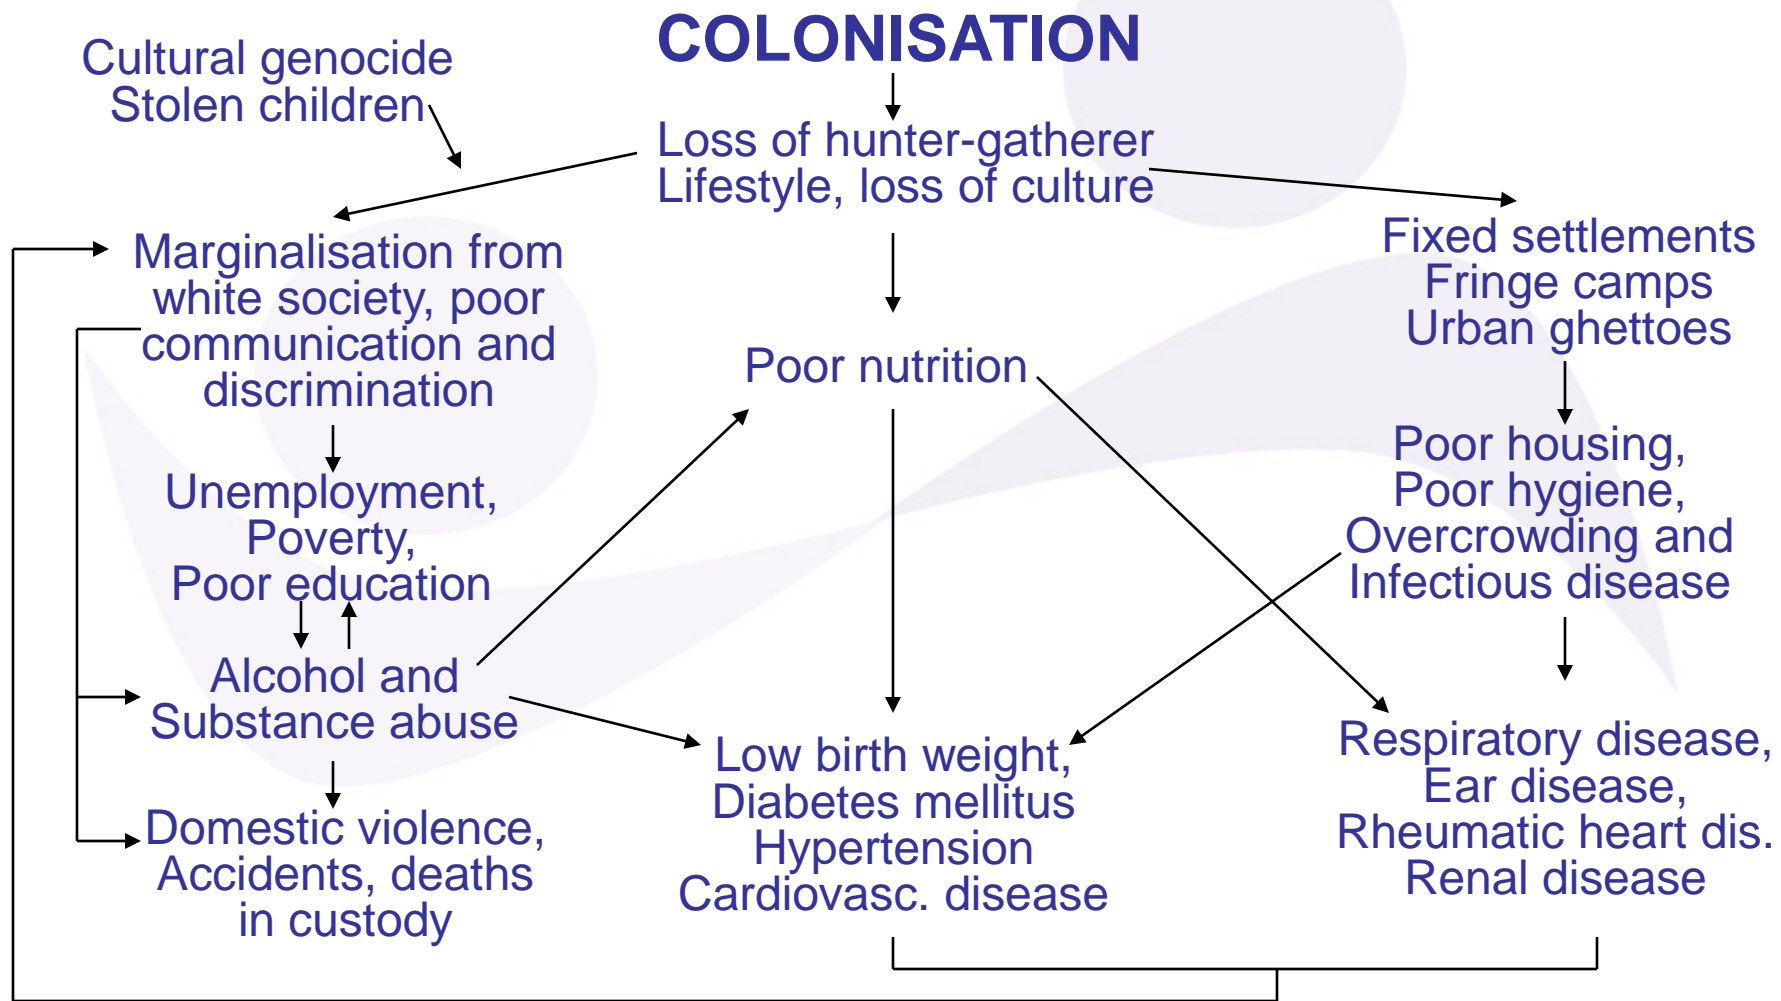 COLONISATION
Cultural genocide
Stolen children
Loss of hunter-gatherer
Lifestyle, loss of culture
Marginalisation from
white society, poor
communication and
discrimination
Fixed settlements
Fringe camps
Urban ghettoes
Poor nutrition
Unemployment,
Poverty,
Poor education
Poor housing,
Poor hygiene,
Overcrowding and
Infectious disease
Alcohol and
Substance abuse
Domestic violence,
Accidents, deaths
in custody
Low birth weight,
Diabetes mellitus
Hypertension
Cardiovasc. disease
Respiratory disease,
Ear disease,
Rheumatic heart dis.
Renal disease